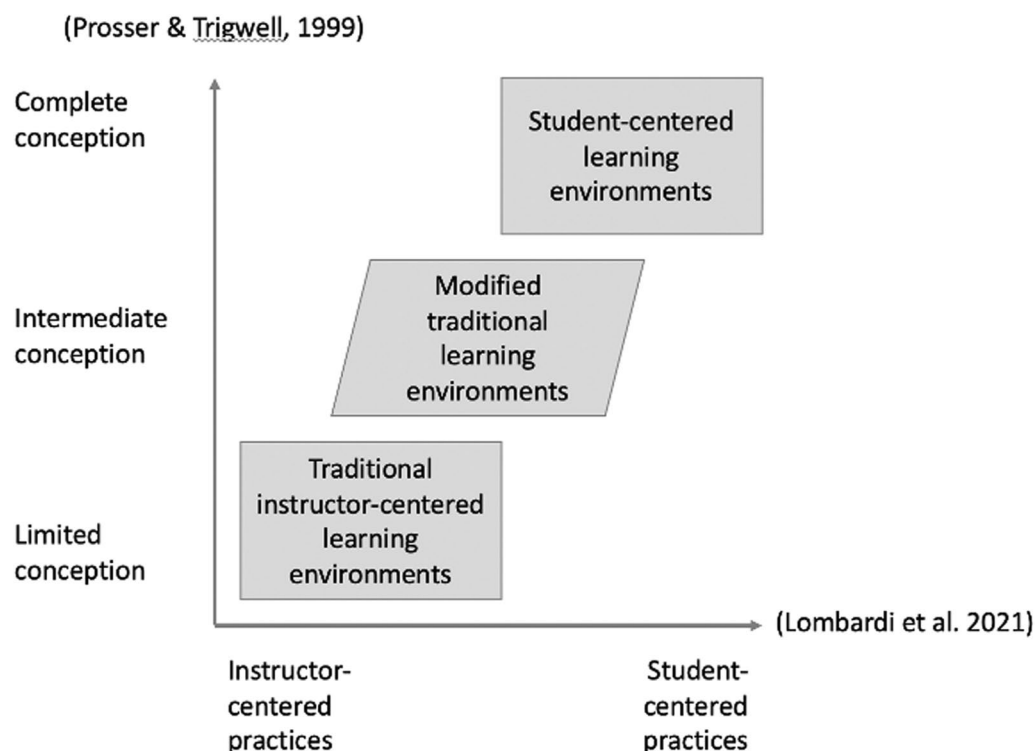 (Prosser & Trigwell, 1999)
Complete
conception
Student-centered
learning
environments
Intermediate
conception
Modified
traditional
learning
environments
Limited
conception
Traditional
instructor-centered
learning
environments
(Lombardi et al. 2021)
Instructor-
centered
practices
Student-
centered
practices